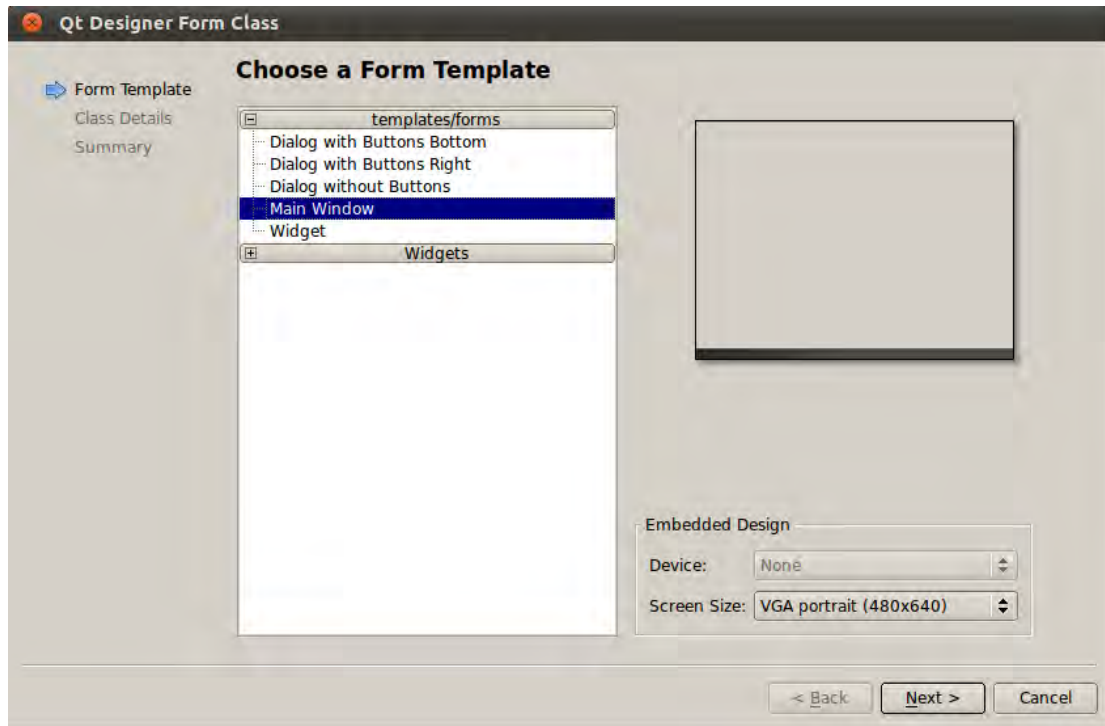 Qt Designer Form Class
Choose a Form Template
Form Template
Class Details
Summary
templates/forms
Dialog with Buttons Bottom
Dialog with Buttons Right
Dialog without Buttons
Main Window
Widget
Widgets
Embedded Design
Device: None
Screen Size: VGA portrait (480x640)
< Back Next > Cancel